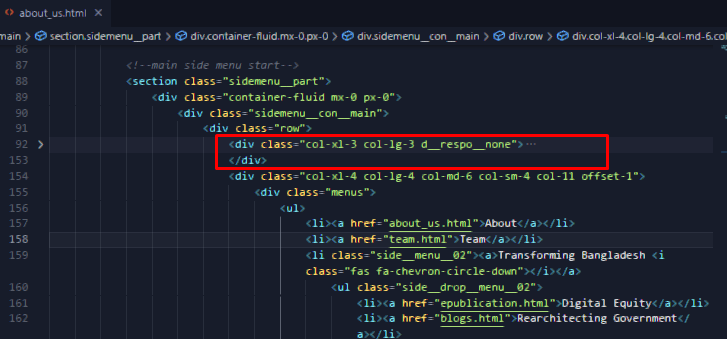 about_us.html ×
main > section.sidemenu__part > div.container-fluid.mx-0.px-0 > div.sidemenu__con__main > div.row > div.col-xl-4.col-lg-4.col-md-6.col
86
87 <!--main side menu start-->
88 <section class="sidemenu__part">
89 <div class="container-fluid mx-0 px-0">
90 <div class="sidemenu__con__main">
91 <div class="row">
92 > <div class="col-xl-3 col-lg-3 d__respo__none">···
153 </div>
154 <div class="col-xl-4 col-lg-4 col-md-6 col-sm-4 col-11 offset-1">
155 <div class="menus">
156 <ul>
157 <li><a href="about_us.html">About</a></li>
158 <li><a href="team.html">Team</a></li>
159 <li class="side__menu__02"><a>Transforming Bangladesh <i
class="fas fa-chevron-circle-down"></i></a>
160 <ul class="side__drop__menu__02">
161 <li><a href="epublication.html">Digital Equity</a></li>
162 <li><a href="blogs.html">Rearchitecting Government</
a></li>